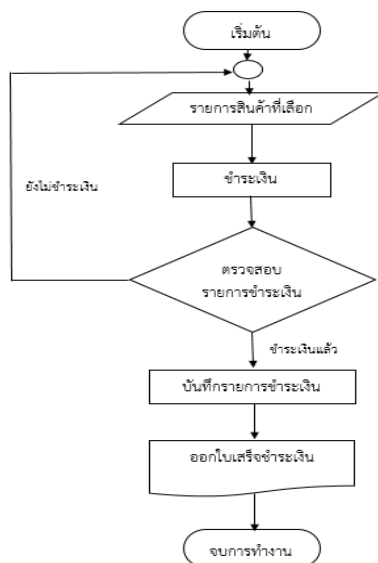 เริ่มต้น
รายการสินค้าที่เลือก
ชำระเงิน
ยังไม่ชำระเงิน
ตรวจสอบ
รายการชำระเงิน
ชำระเงินแล้ว
บันทึกรายการชำระเงิน
ออกใบเสร็จชำระเงิน
จบการทำงาน